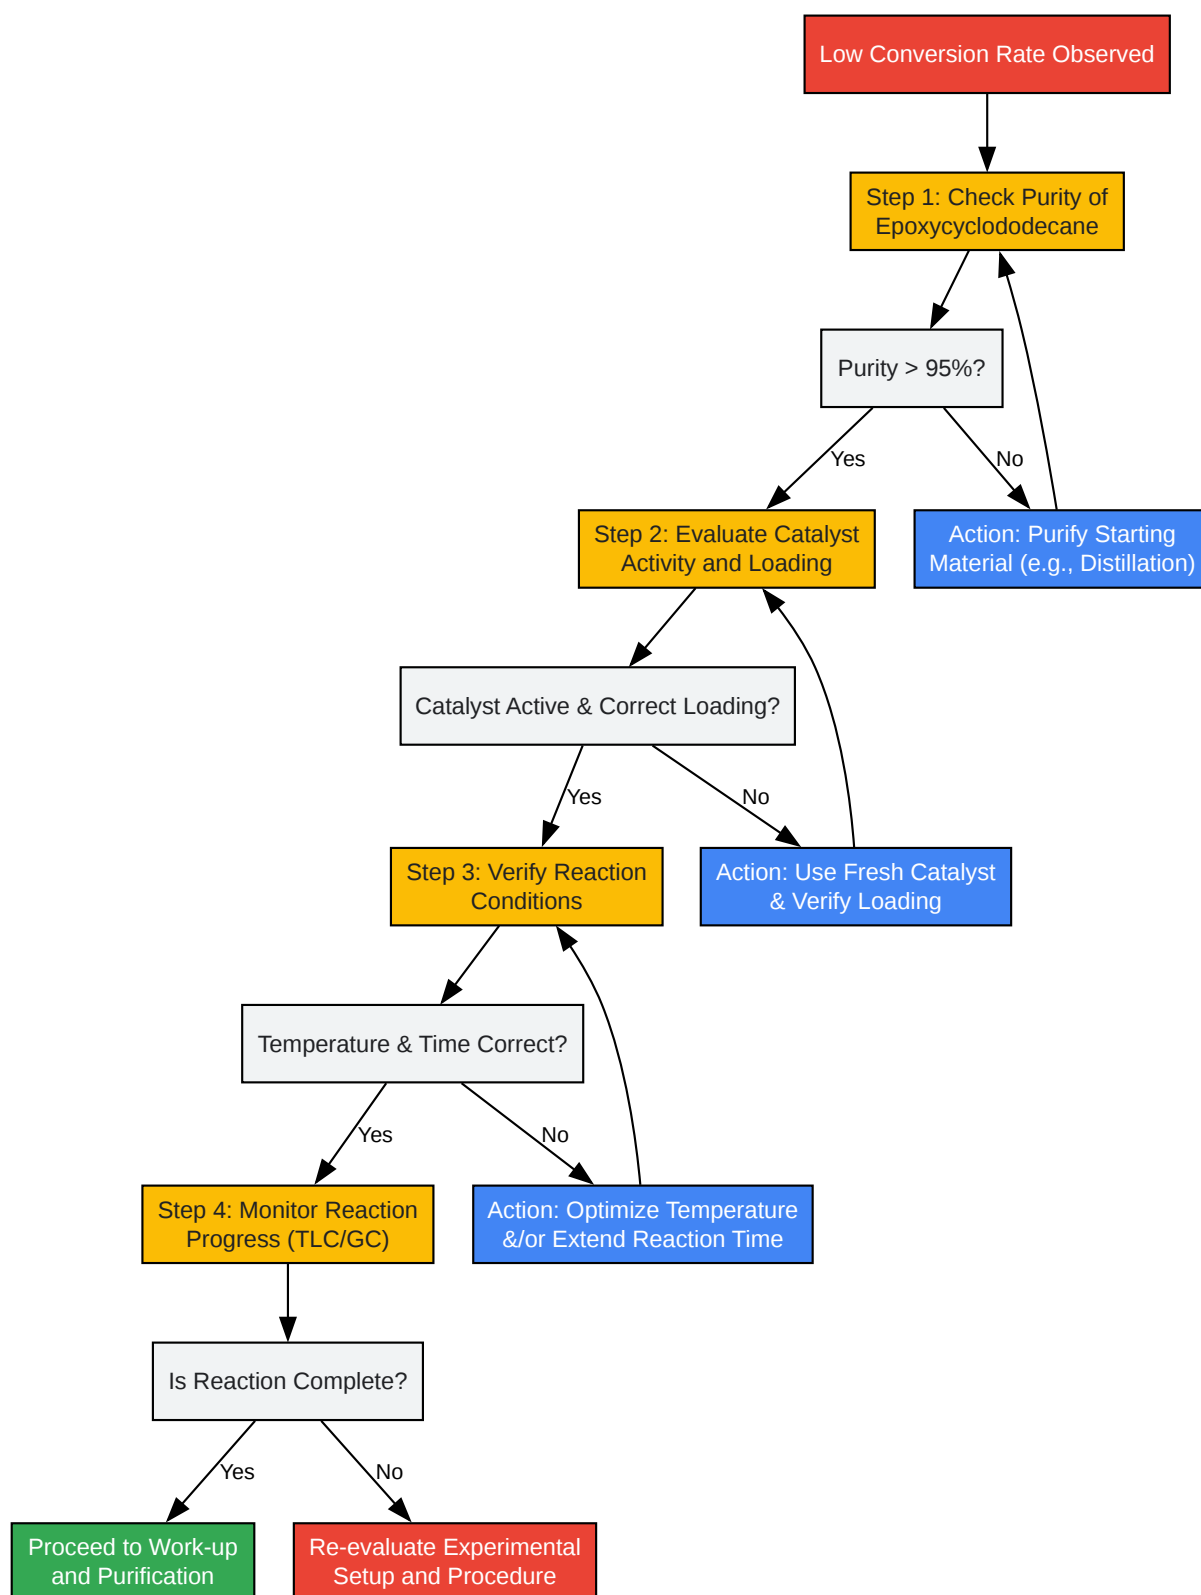 Low Conversion Rate Observed
Step 1: Check Purity of
Epoxycyclododecane
Purity > 95%?
Yes
No
Step 2: Evaluate Catalyst
Activity and Loading
Action: Purify Starting
Material (e.g., Distillation)
Catalyst Active & Correct Loading?
Yes
No
Step 3: Verify Reaction
Conditions
Action: Use Fresh Catalyst
& Verify Loading
Temperature & Time Correct?
Yes
No
Step 4: Monitor Reaction
Progress (TLC/GC)
Action: Optimize Temperature
&/or Extend Reaction Time
Is Reaction Complete?
Yes
No
Proceed to Work-up
and Purification
Re-evaluate Experimental
Setup and Procedure